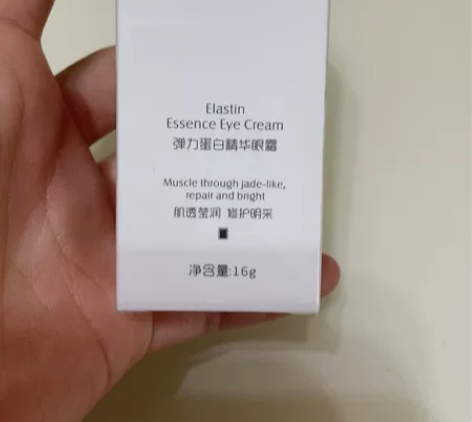 Elastin
Essence Eye Cream
弹力蛋白精华眼霜
Muscle through jade-like,
repair and bright
肌透莹润 修护明采
净含量:16g